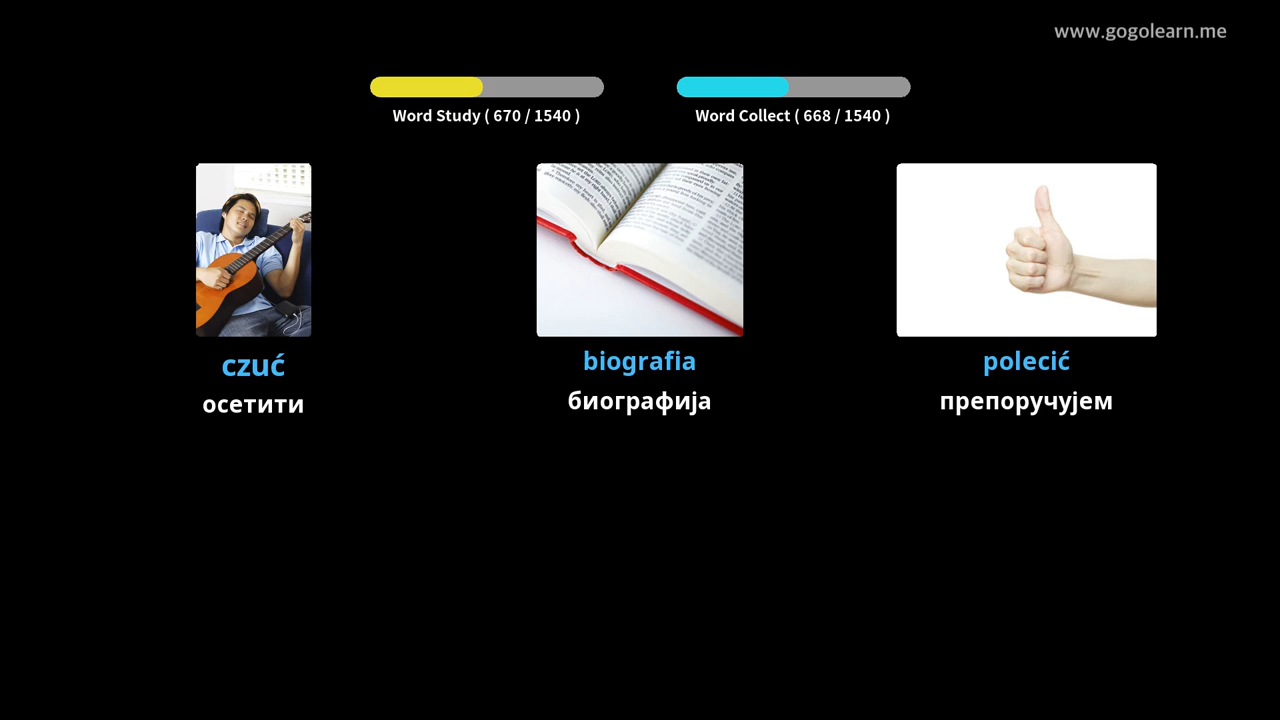 www.gogolearn.me
Word Study ( 670 / 1540 )
Word Collect ( 668 / 1540 )
czuć
осетити
biografia
биографија
polecić
препоручујем